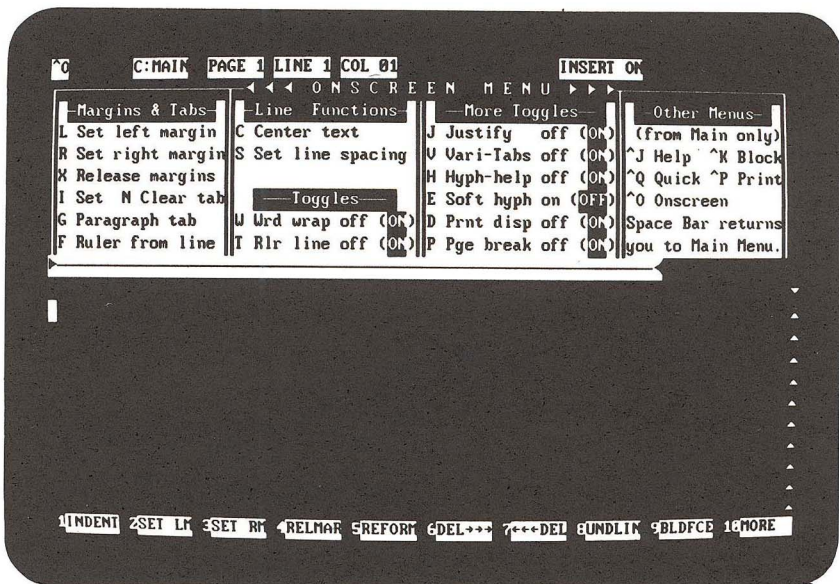 ^O C:MAIN PAGE 1 LINE 1 COL 01 INSERT ON
◄ ◄ ◄ O N S C R E E N M E N U ► ► ►
—Margins & Tabs— —Line Functions— —More Toggles— —Other Menus—
L Set left margin C Center text J Justify off (ON) (from Main only)
R Set right margin S Set line spacing V Vari-Tabs off (ON) ^J Help ^K Block
X Release margins H Hyph-help off (ON) ^Q Quick ^P Print
I Set N Clear tab —Toggles— E Soft hyph on (OFF) ^O Onscreen
G Paragraph tab W Wrd wrap off (ON) D Prnt disp off (ON) Space Bar returns
F Ruler from line T Rlr line off (ON) P Pge break off (ON) you to Main Menu.
1INDENT 2SET LM 3SET RM 4RELMAR 5REFORM 6DEL→→→ 7←←←DEL 8UNDLIN 9BLDFCE 10MORE